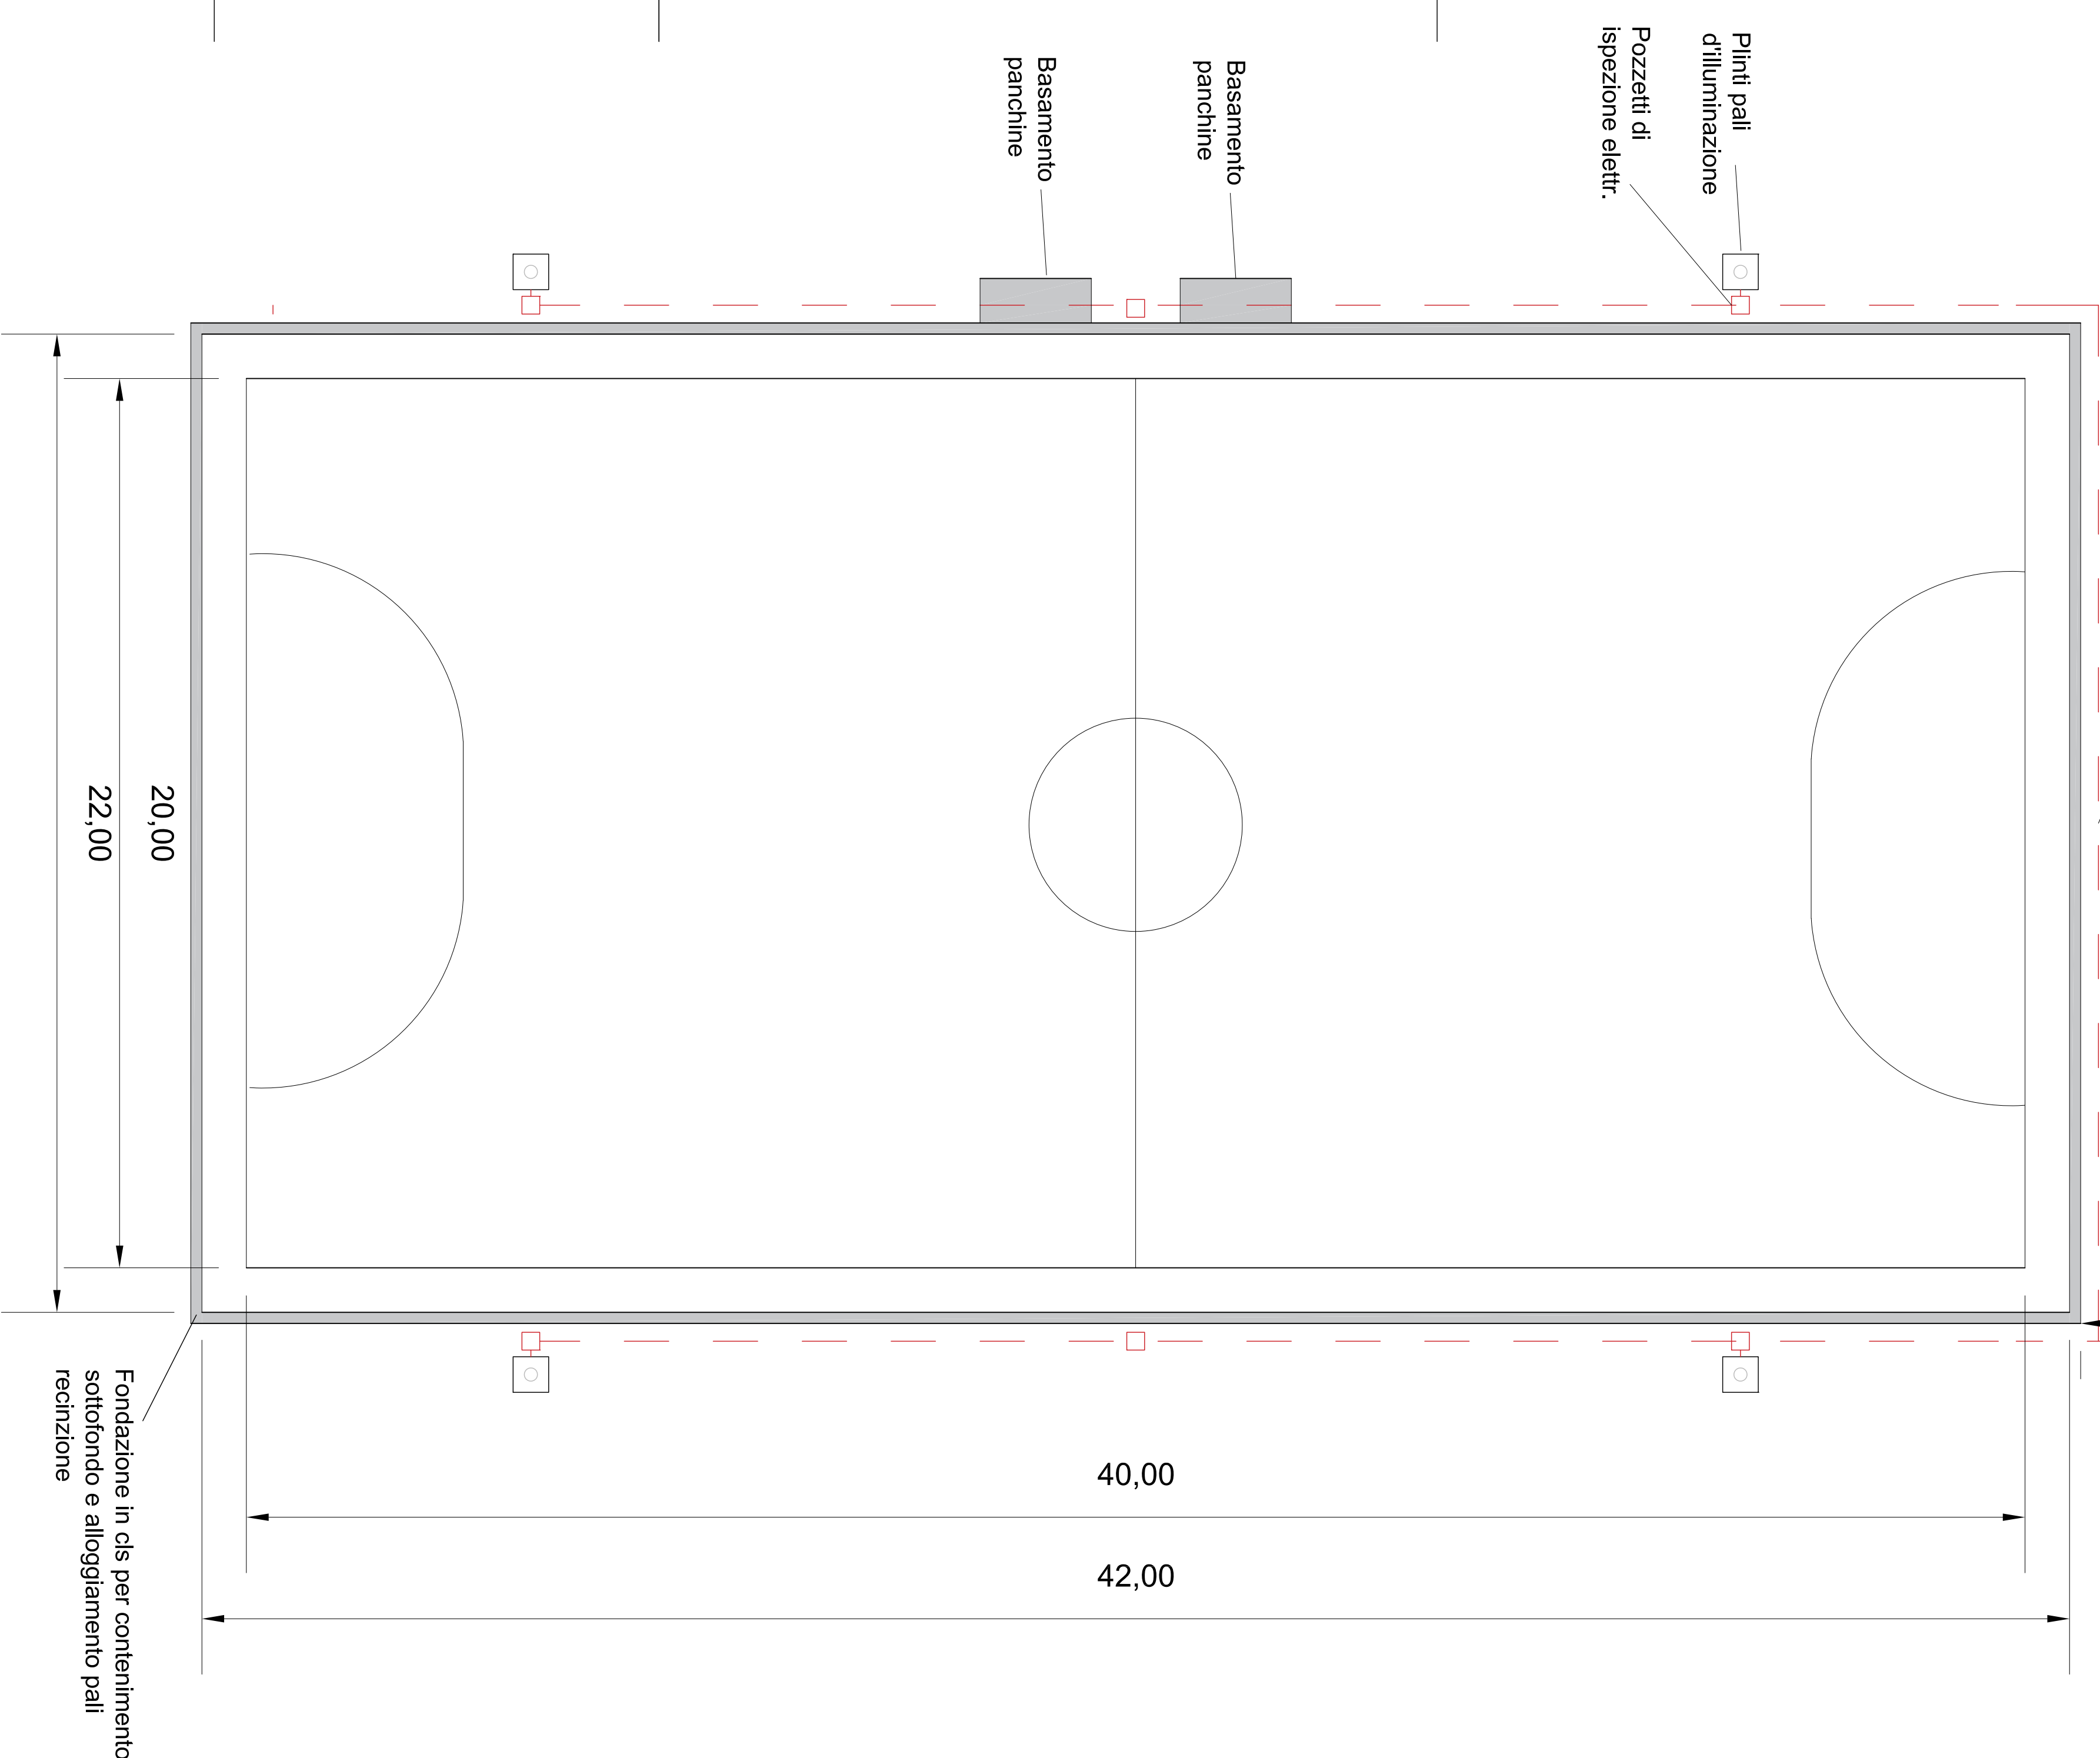 Plinti pali
d'illuminazione
Pozzetti di
ispezione elettr.
Basamento
panchine
Basamento
panchine
20,00
22,00
40,00
42,00
Fondazione in cls per contenimento
sottofondo e alloggiamento pali
recinzione